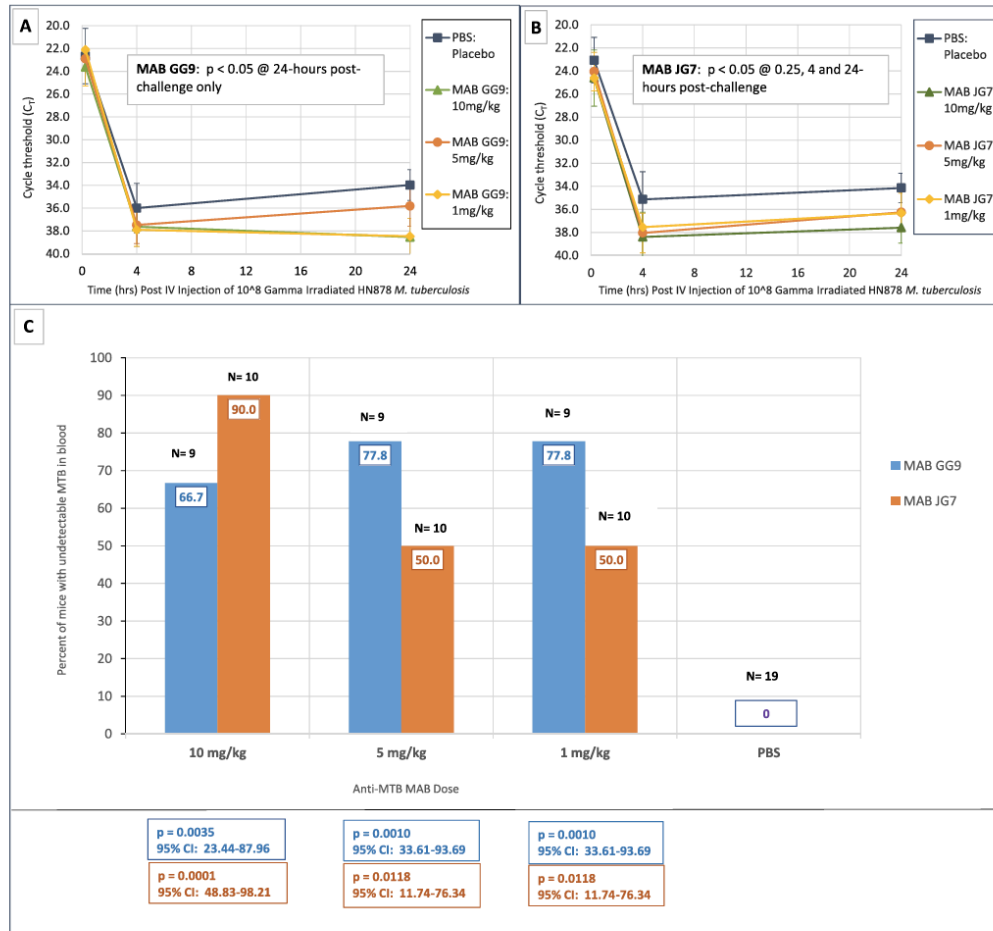 A
20.0
22.0
24.0
26.0
28.0
30.0
32.0
34.0
36.0
38.0
40.0
Cycle threshold (CT)
MAB GG9: p < 0.05 @ 24-hours post-
challenge only
0
4
8
12
16
20
24
Time (hrs) Post IV Injection of 10^8 Gamma Irradiated HN878 M. tuberculosis
PBS:
Placebo
MAB GG9:
10mg/kg
MAB GG9:
5mg/kg
MAB GG9:
1mg/kg
B
20.0
22.0
24.0
26.0
28.0
30.0
32.0
34.0
36.0
38.0
40.0
Cycle threshold (CT)
MAB JG7: p < 0.05 @ 0.25, 4 and 24-
hours post-challenge
0
4
8
12
16
20
24
Time (hrs) Post IV Injection of 10^8 Gamma Irradiated HN878 M. tuberculosis
PBS:
Placebo
MAB JG7
10mg/kg
MAB JG7
5mg/kg
MAB JG7
1mg/kg
C
100
90
80
70
60
50
40
30
20
10
0
Percent of mice with undetectable MTB in blood
N= 9
66.7
N= 10
90.0
N= 9
77.8
N= 10
50.0
N= 9
77.8
N= 10
50.0
N= 19
0
10 mg/kg
5 mg/kg
1 mg/kg
PBS
Anti-MTB MAB Dose
MAB GG9
MAB JG7
p = 0.0035
95% CI: 23.44-87.96
p = 0.0001
95% CI: 48.83-98.21
p = 0.0010
95% CI: 33.61-93.69
p = 0.0118
95% CI: 11.74-76.34
p = 0.0010
95% CI: 33.61-93.69
p = 0.0118
95% CI: 11.74-76.34